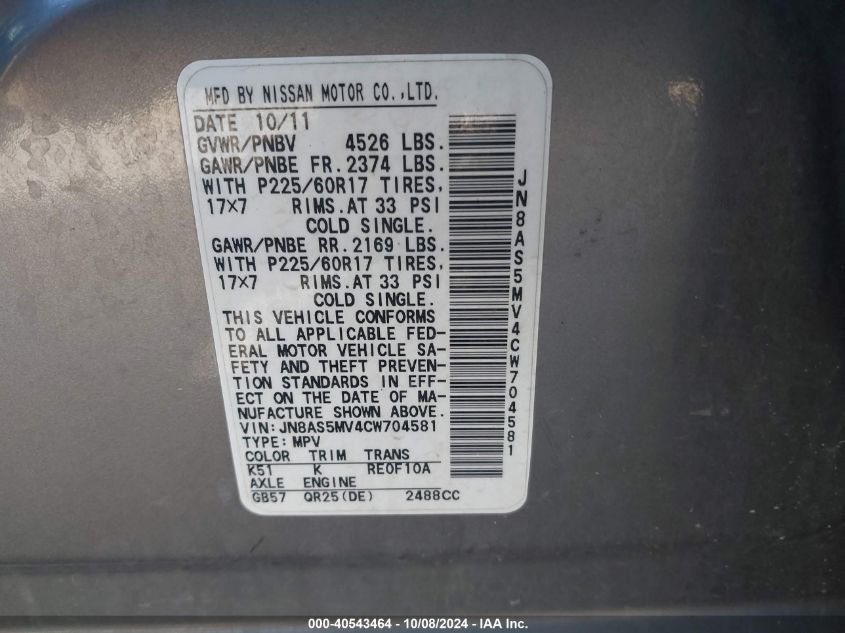 MFD BY NISSAN MOTOR CO.,LTD.
DATE 10/11
GVWR/PNBV 4526 LBS.
GAWR/PNBE FR.2374 LBS.
WITH P225/60R17 TIRES,
17×7 RIMS.AT 33 PSI
COLD SINGLE.
GAWR/PNBE RR.2169 LBS.
WITH P225/60R17 TIRES,
17×7 RIMS.AT 33 PSI
COLD SINGLE.
THIS VEHICLE CONFORMS
TO ALL APPLICABLE FED-
ERAL MOTOR VEHICLE SA-
FETY AND THEFT PREVEN-
TION STANDARDS IN EFF-
ECT ON THE DATE OF MA-
NUFACTURE SHOWN ABOVE.
VIN:JN8AS5MV4CW704581
TYPE:MPV
COLOR TRIM TRANS
K51 K RE0F10A
AXLE ENGINE
GB57 QR25(DE) 2488CC
JN8AS5MV4CW704581
000-40543464 - 10/08/2024 - IAA Inc.